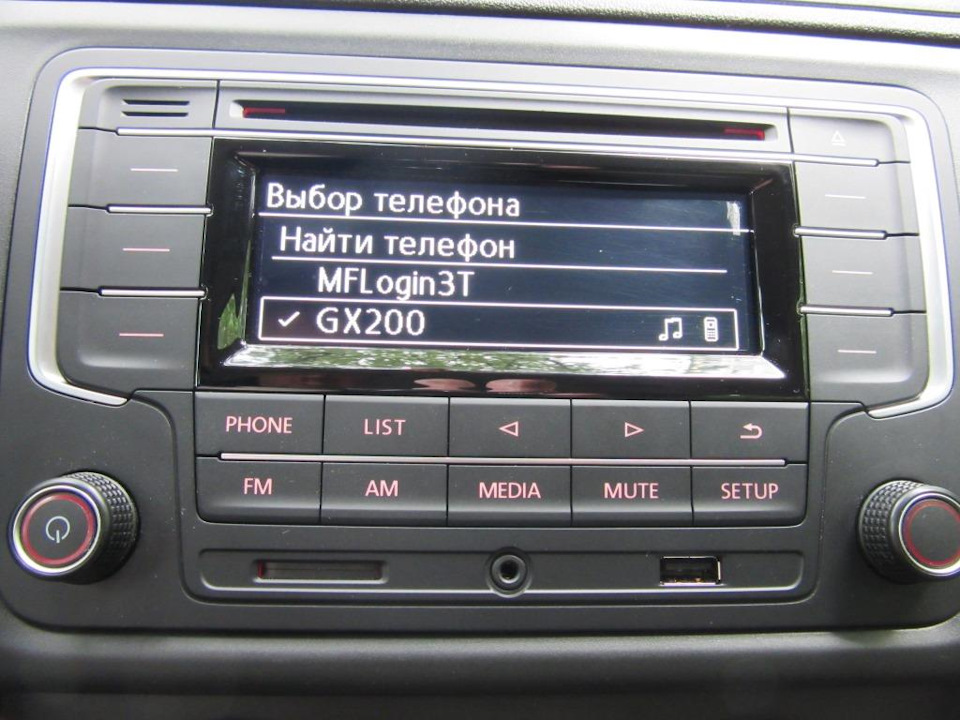 Выбор телефона
Найти телефон
MFLogin3T
GX200
PHONE LIST
FM AM MEDIA MUTE SETUP